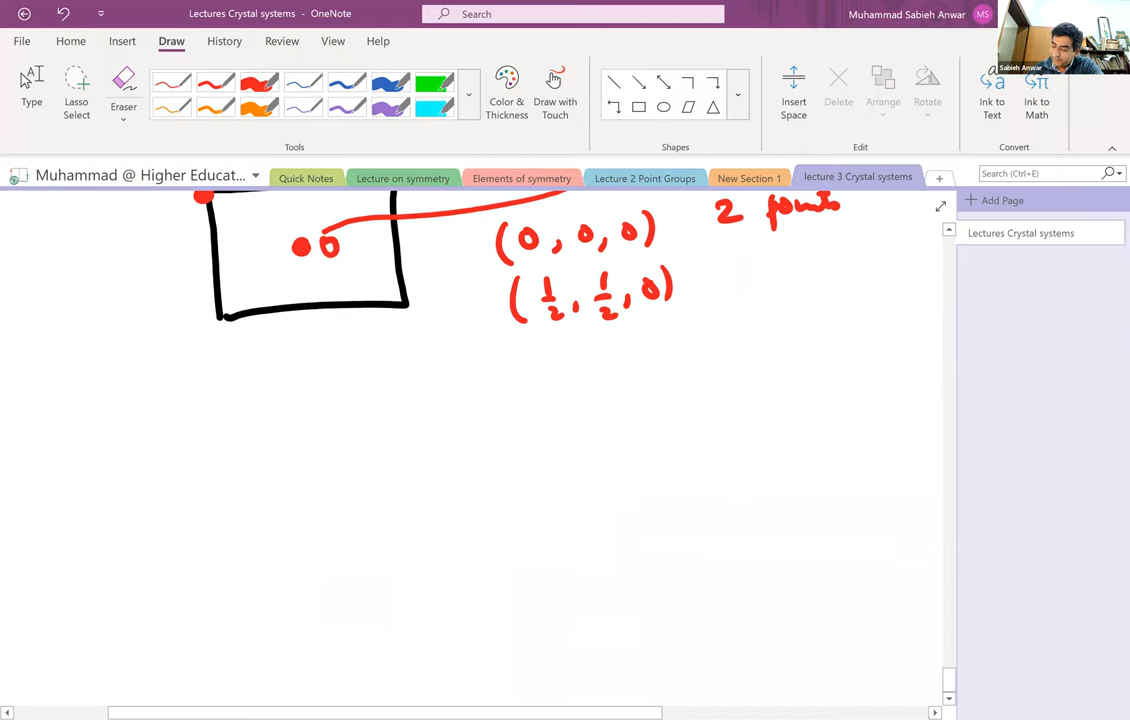 Lectures Crystal systems - OneNote
Search
Muhammad Sabieh Anwar
MS
File
Home
Insert
Draw
History
Review
View
Help
Sabieh Anwar
Type
Lasso Select
Eraser
Color & Thickness
Draw with Touch
Insert Space
Delete
Arrange
Rotate
Ink to Text
Ink to Math
Tools
Shapes
Edit
Convert
Muhammad @ Higher Educat...
Quick Notes
Lecture on symmetry
Elements of symmetry
Lecture 2 Point Groups
New Section 1
lecture 3 Crystal systems
Search (Ctrl+E)
Add Page
Lectures Crystal systems
2 points
0
(0, 0, 0)
(1/2, 1/2, 0)